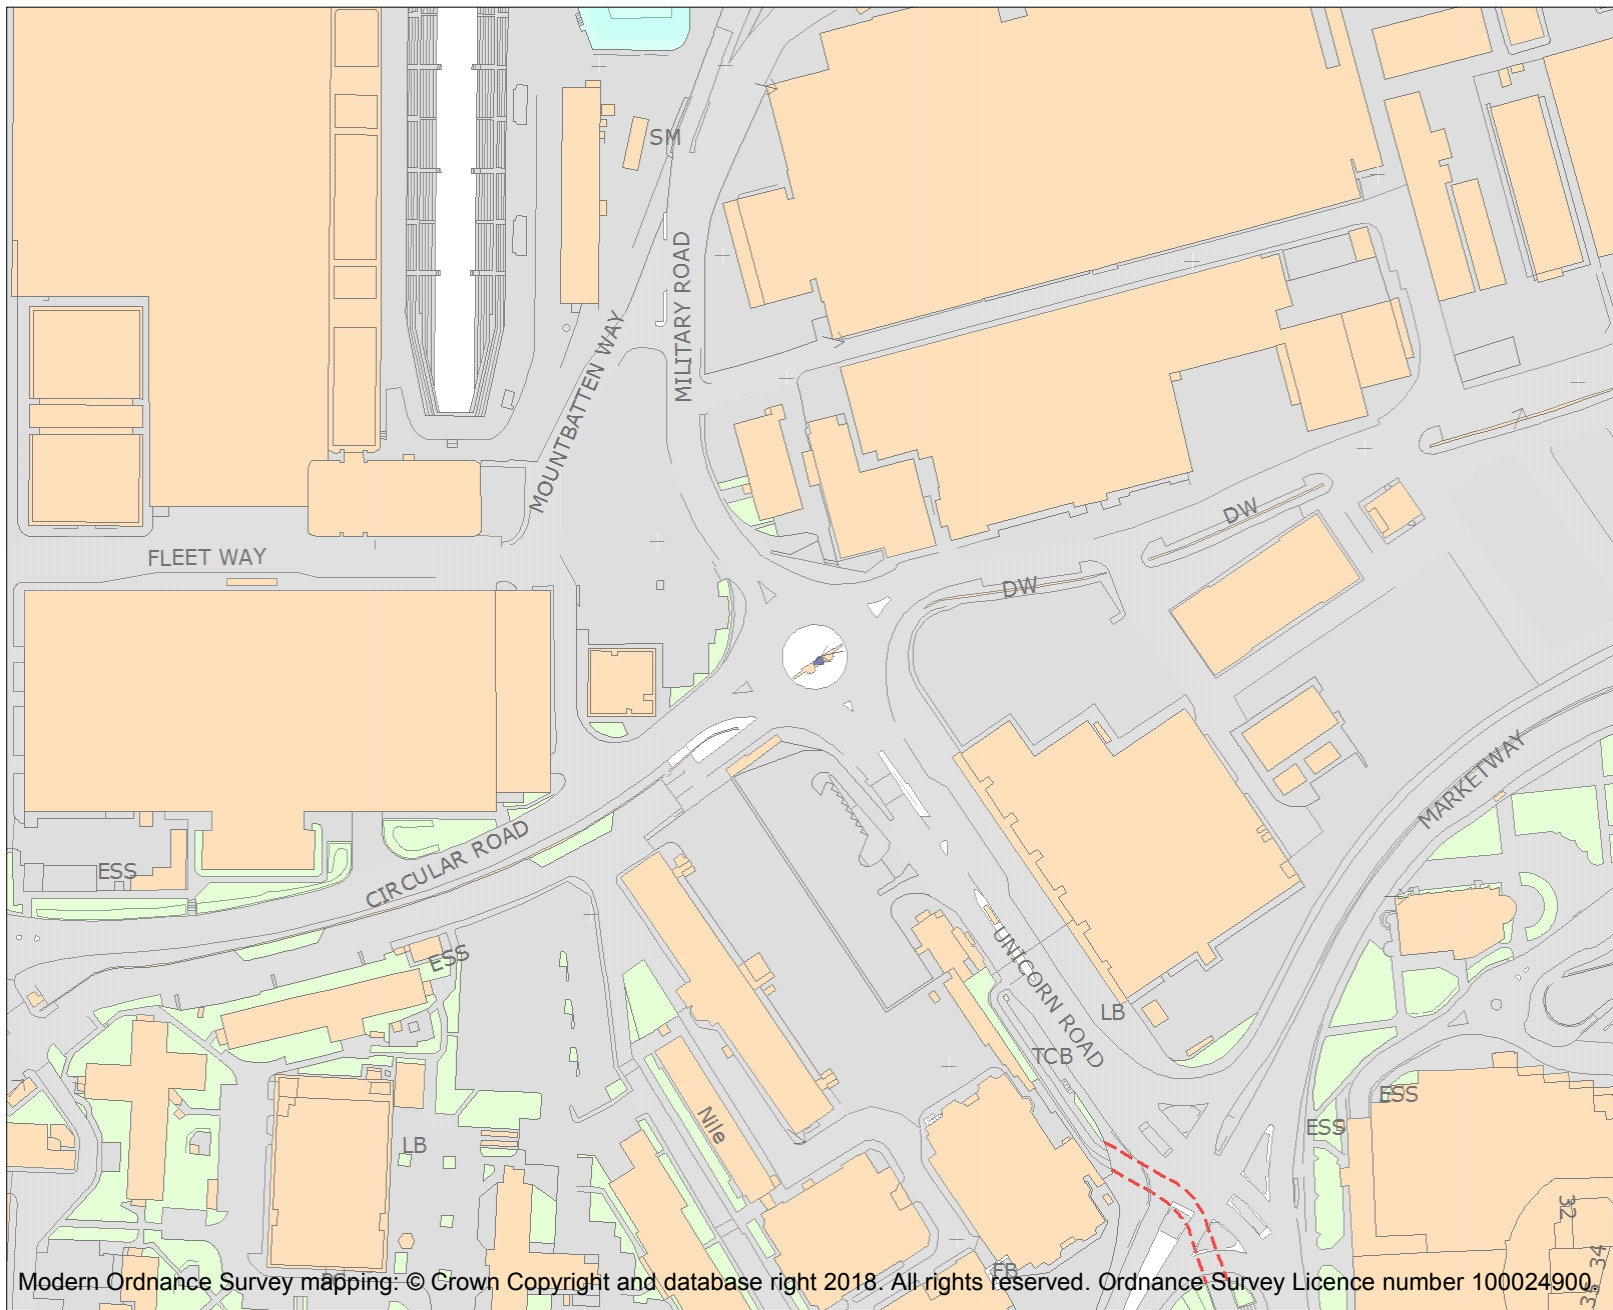 SM
MILITARY ROAD
MOUNTBATTEN WAY
DW
FLEET WAY
DW
MARKETWAY
CIRCULAR ROAD
ESS
ESS
UNICORN ROAD
LB
TCB
ESS
Nile
ESS
LB
32
34
FB
Modern Ordnance Survey mapping: © Crown Copyright and database right 2018. All rights reserved. Ordnance Survey Licence number 100024900.